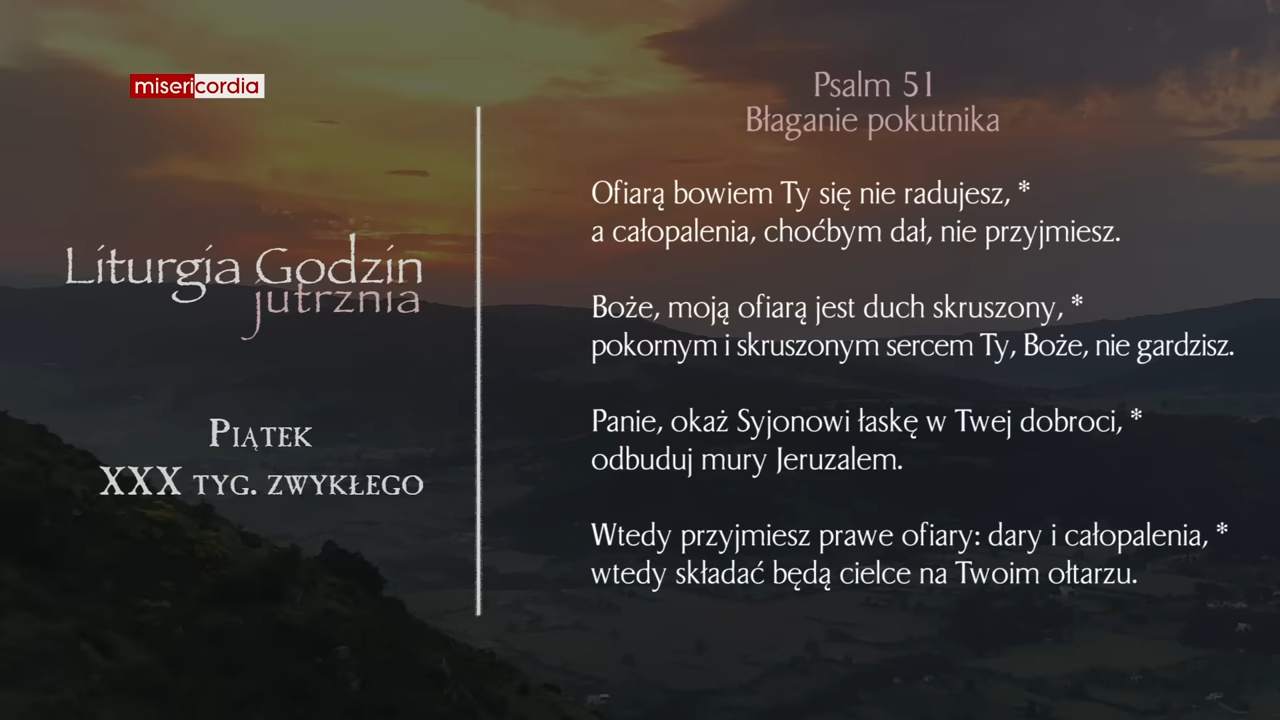 misericordia
Liturgia Godzin
jutrznia
Piątek
XXX tyg. zwykłego
Psalm 51
Błaganie pokutnika
Ofiarą bowiem Ty się nie radujesz, *
a całopalenia, choćbym dał, nie przyjmiesz.
Boże, moją ofiarą jest duch skruszony, *
pokornym i skruszonym sercem Ty, Boże, nie gardzisz.
Panie, okaż Syjonowi łaskę w Twej dobroci, *
odbuduj mury Jeruzalem.
Wtedy przyjmiesz prawe ofiary: dary i całopalenia, *
wtedy składać będą cielce na Twoim ołtarzu.